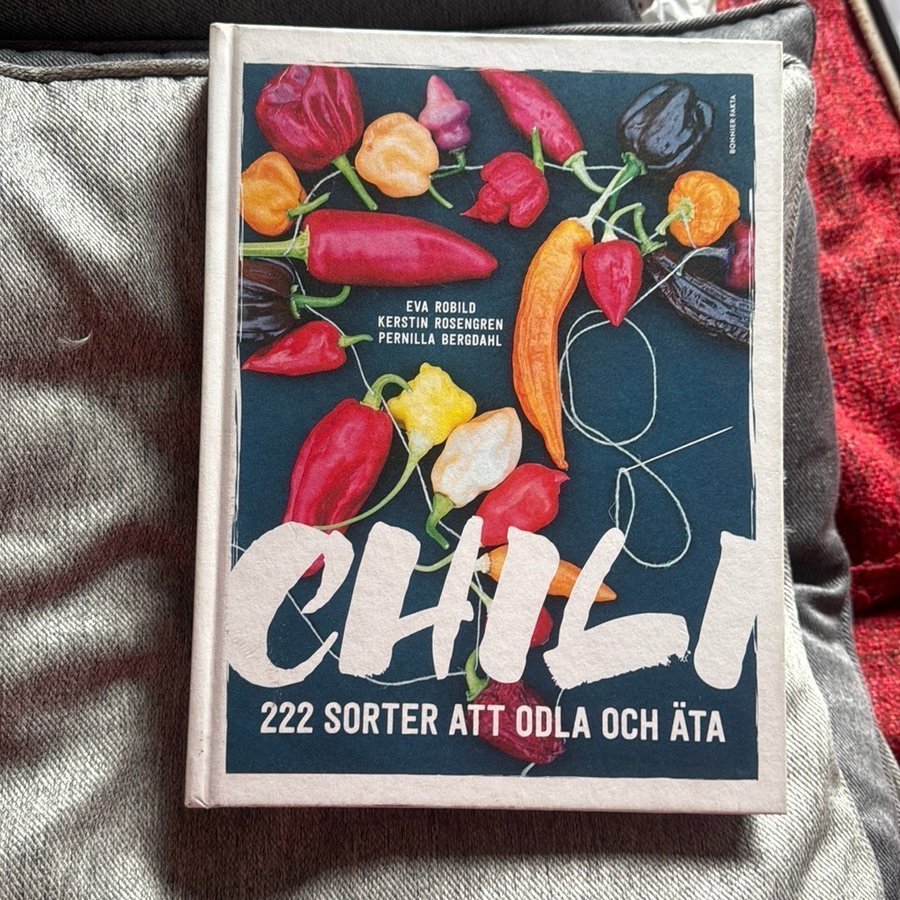 BONNIER FAKTA
EVA ROBILD
KERSTIN ROSENGREN
PERNILLA BERGDAHL
CHILI
222 SORTER ATT ODLA OCH ÄTA